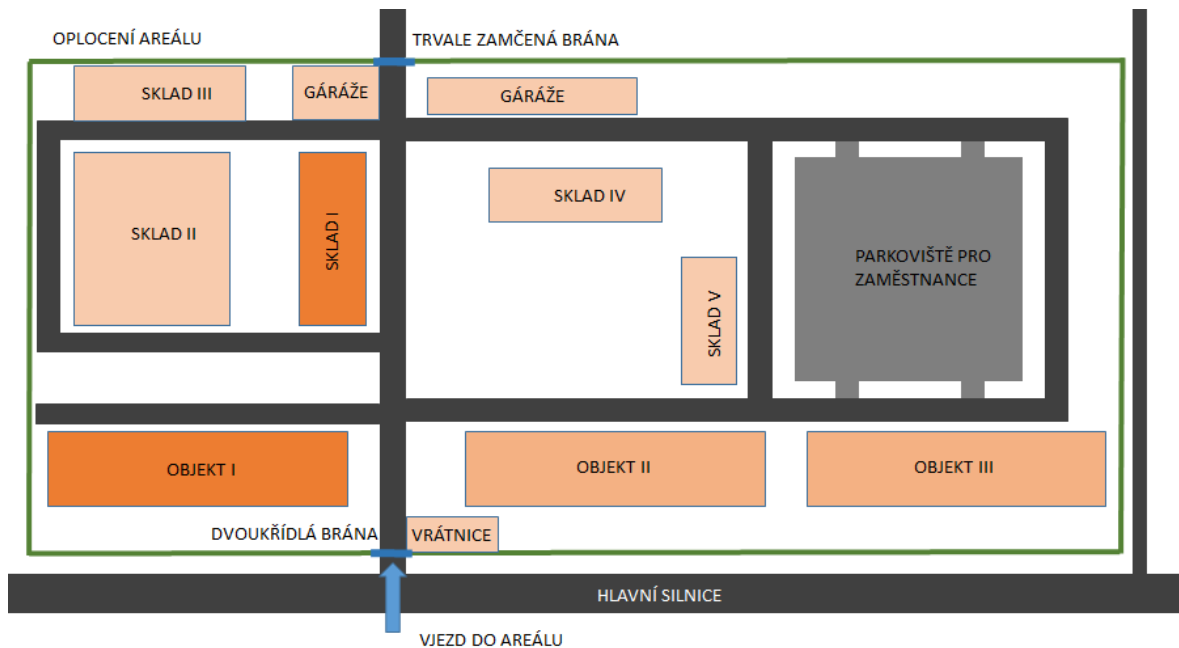 OPLOCENÍ AREÁLU
TRVALE ZAMČENÁ BRÁNA
SKLAD III
GÁRÁŽE
GÁRÁŽE
SKLAD IV
SKLAD II
SKLAD I
PARKOVIŠTĚ PRO
ZAMĚSTNANCE
SKLAD V
OBJEKT I
OBJEKT II
OBJEKT III
DVOUKŘÍDLÁ BRÁNA
VRÁTNICE
HLAVNÍ SILNICE
VJEZD DO AREÁLU